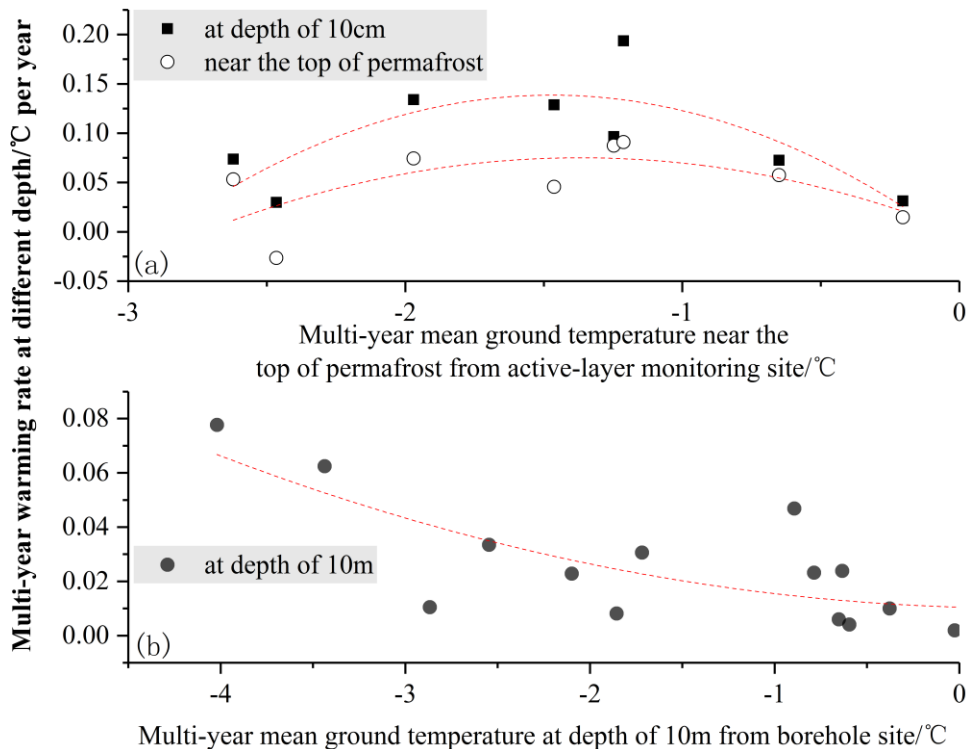 Multi-year warming rate at different depth/℃ per year
at depth of 10cm
near the top of permafrost
0.20
0.15
0.10
0.05
0.00
-0.05
(a)
-3
-2
-1
0
Multi-year mean ground temperature near the
top of permafrost from active-layer monitoring site/℃
0.08
0.06
0.04
0.02
0.00
at depth of 10m
(b)
-4
-3
-2
-1
0
Multi-year mean ground temperature at depth of 10m from borehole site/℃